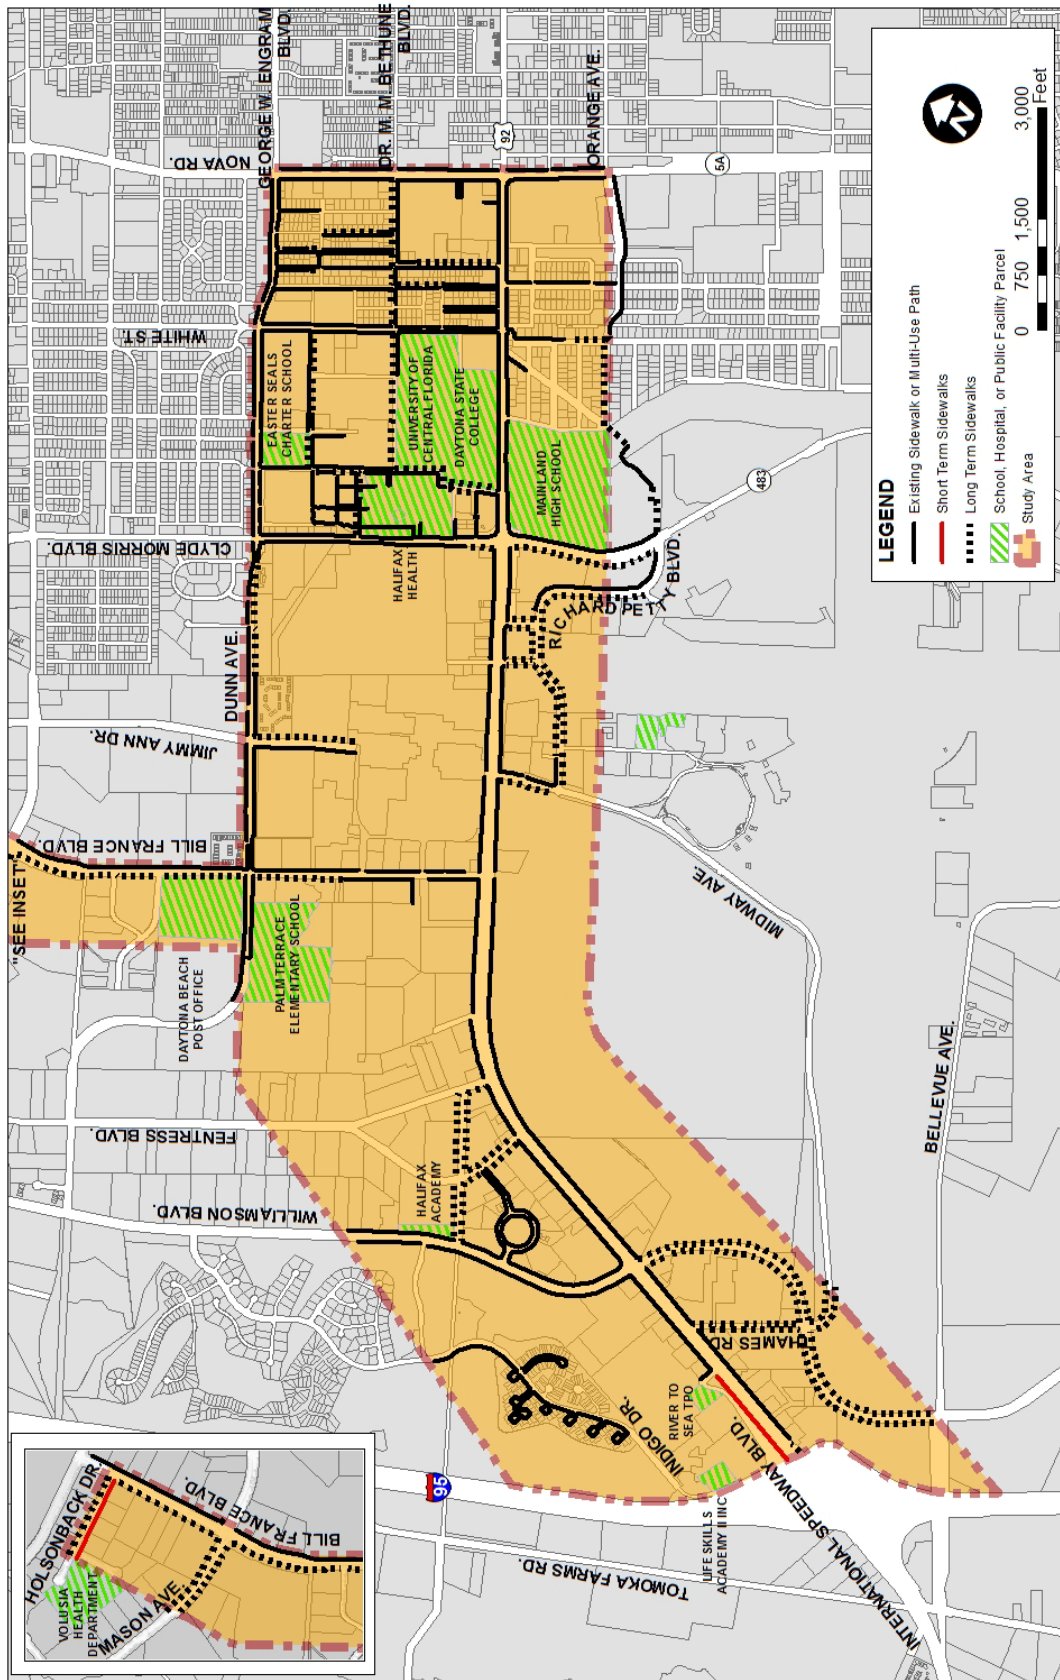 GEORGE W. ENGRAM
BLVD.
DR. M. M. BETHUNE
BLVD.
ORANGE AVE.
NOVA RD.
92
5A
WHITE ST.
EASTER SEALS
CHARTER SCHOOL
UNIVERSITY OF
CENTRAL FLORIDA
DAYTONA STATE
COLLEGE
MAINLAND
HIGH SCHOOL
483
CLYDE MORRIS BLVD.
HALIFAX
HEALTH
RICHARD PETTY BLVD.
DUNN AVE.
JIMMY ANN DR.
BILL FRANCE BLVD.
"SEE INSET"
MIDWAY AVE.
DAYTONA BEACH
POST OFFICE
PALM TERRACE
ELEMENTARY SCHOOL
BELLEVUE AVE.
FENTRESS BLVD.
WILLIAMSON BLVD.
HALIFAX
ACADEMY
THAMES RD.
INDIGO DR.
RIVER TO
SEA TPO
LIFE SKILLS
ACADEMY II INC
INTERNATIONAL SPEEDWAY BLVD.
95
TOMOKA FARMS RD.
HOLSONBACK DR.
BILL FRANCE BLVD.
MASON AVE.
VOLUSIA
HEALTH
DEPARTMENT
LEGEND
Existing Sidewalk or Multi-Use Path
Short Term Sidewalks
Long Term Sidewalks
School, Hospital, or Public Facility Parcel
Study Area
N
0 750 1,500 3,000
Feet